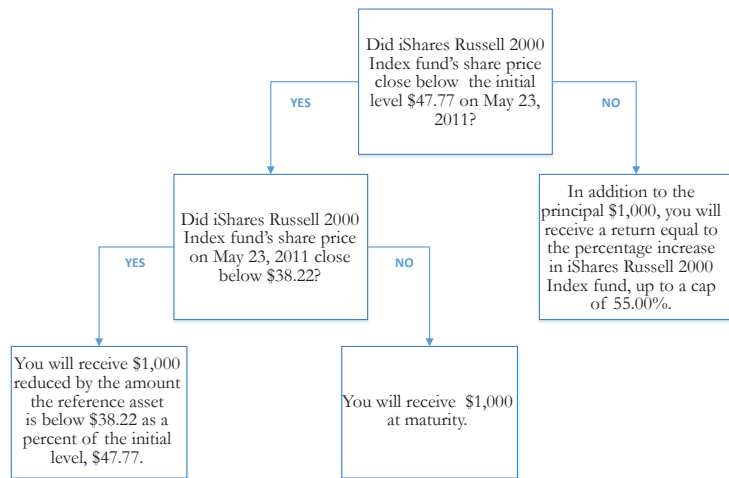 Did iShares Russell 2000
Index fund's share price
close below the initial
level $47.77 on May 23,
2011?
YES
NO
Did iShares Russell 2000
Index fund's share price
on May 23, 2011 close
below $38.22?
In addition to the
principal $1,000, you will
receive a return equal to
the percentage increase
in iShares Russell 2000
Index fund, up to a cap
of 55.00%.
YES
NO
You will receive $1,000
reduced by the amount
the reference asset
is below $38.22 as a
percent of the initial
level, $47.77.
You will receive $1,000
at maturity.